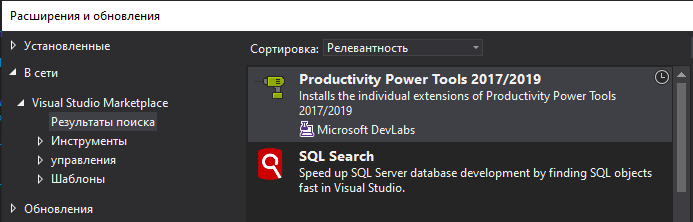 Расширения и обновления
Установленные
В сети
Visual Studio Marketplace
Результаты поиска
Инструменты
управления
Шаблоны
Обновления
Сортировка: Релевантность
Productivity Power Tools 2017/2019
Installs the individual extensions of Productivity Power Tools
2017/2019
Microsoft DevLabs
SQL Search
Speed up SQL Server database development by finding SQL objects
fast in Visual Studio.